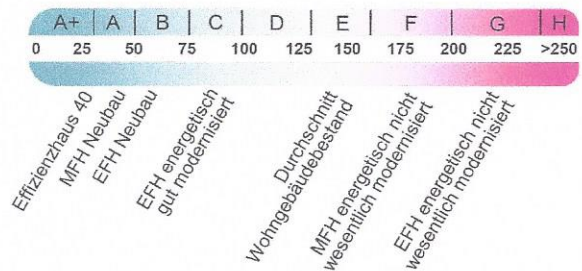 A+ | A | B | C | D | E | F | G | H
0 25 50 75 100 125 150 175 200 225 >250
Effizienzhaus 40
MFH Neubau
EFH Neubau
EFH energetisch
gut modernisiert
Durchschnitt
Wohngebäudebestand
MFH energetisch nicht
wesentlich modernisiert
EFH energetisch nicht
wesentlich modernisiert